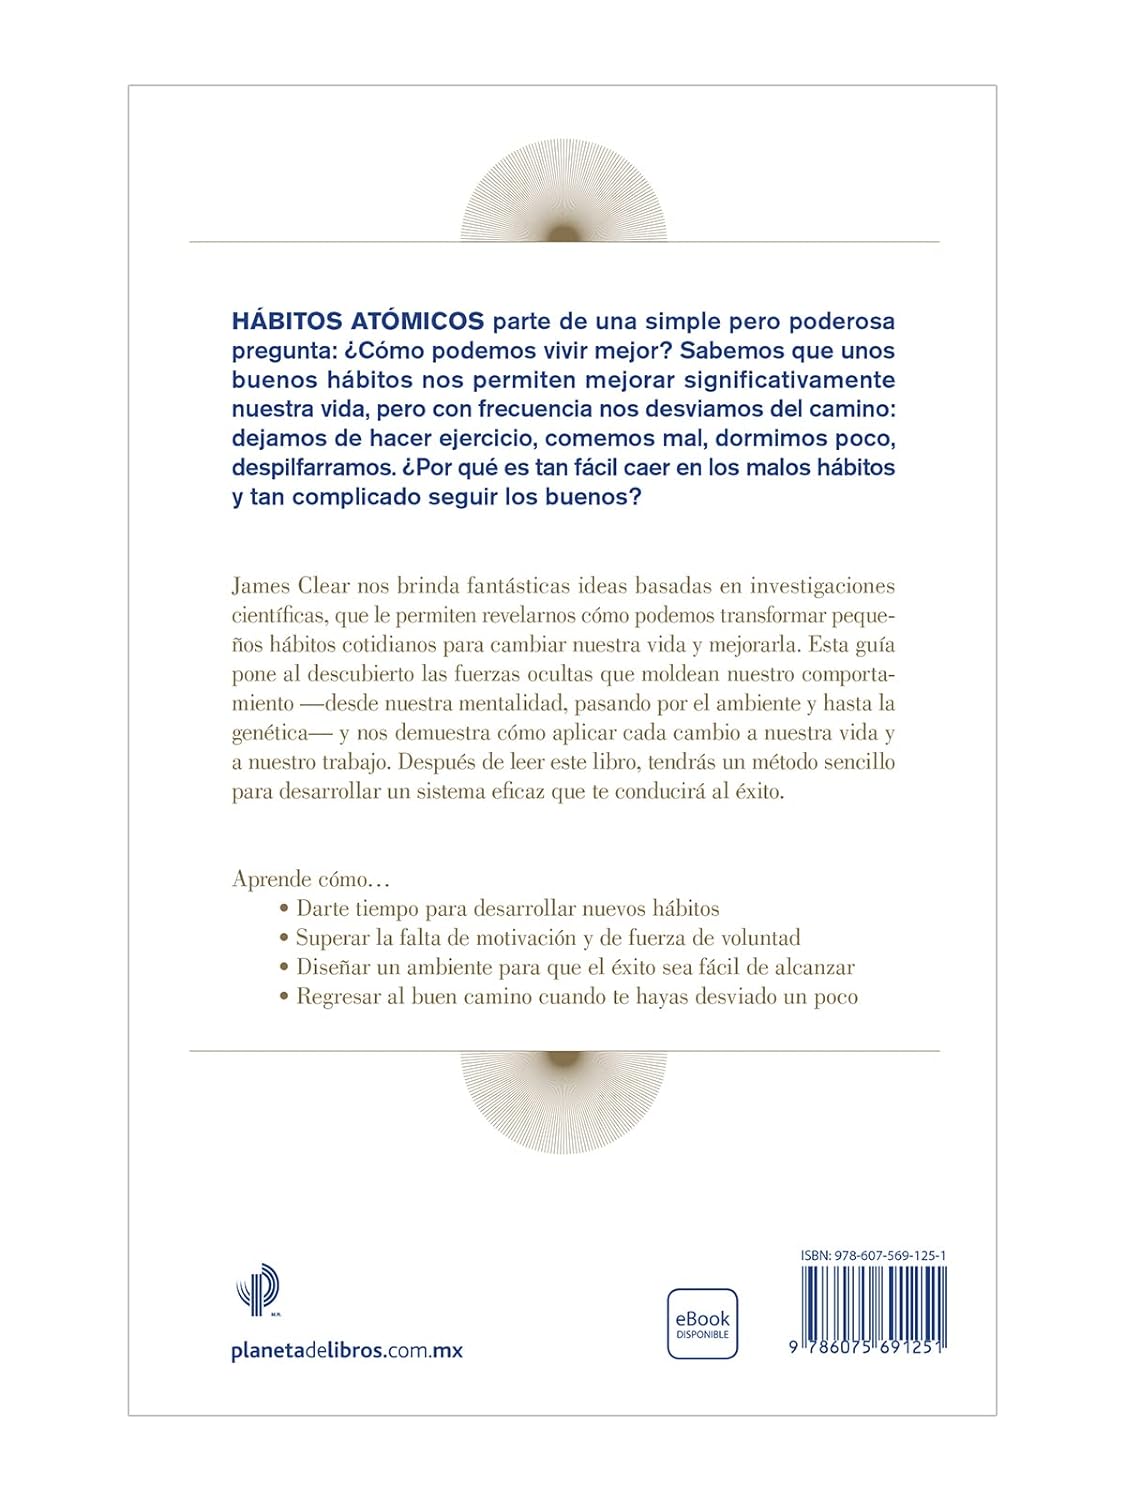 HÁBITOS ATÓMICOS parte de una simple pero poderosa
pregunta: ¿Cómo podemos vivir mejor? Sabemos que unos
buenos hábitos nos permiten mejorar significativamente
nuestra vida, pero con frecuencia nos desviamos del camino:
dejamos de hacer ejercicio, comemos mal, dormimos poco,
despilfarramos. ¿Por qué es tan fácil caer en los malos hábitos
y tan complicado seguir los buenos?
James Clear nos brinda fantásticas ideas basadas en investigaciones
científicas, que le permiten revelarnos cómo podemos transformar peque-
ños hábitos cotidianos para cambiar nuestra vida y mejorarla. Esta guía
pone al descubierto las fuerzas ocultas que moldean nuestro comporta-
miento —desde nuestra mentalidad, pasando por el ambiente y hasta la
genética— y nos demuestra cómo aplicar cada cambio a nuestra vida y
a nuestro trabajo. Después de leer este libro, tendrás un método sencillo
para desarrollar un sistema eficaz que te conducirá al éxito.
Aprende cómo…
• Darte tiempo para desarrollar nuevos hábitos
• Superar la falta de motivación y de fuerza de voluntad
• Diseñar un ambiente para que el éxito sea fácil de alcanzar
• Regresar al buen camino cuando te hayas desviado un poco
M.R.
planetadelibros.com.mx
eBook
DISPONIBLE
ISBN: 978-607-569-125-1
9 786075 691251